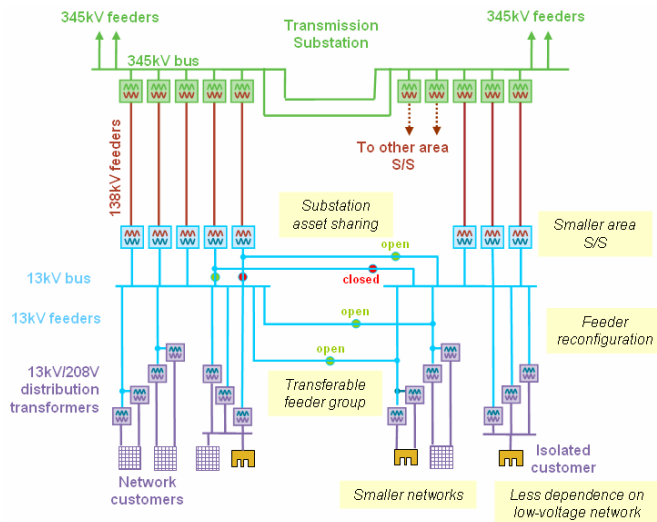 345kV feeders
345kV feeders
Transmission
Substation
345kV bus
138kV feeders
To other area
S/S
Substation
asset sharing
Smaller area
S/S
open
closed
13kV bus
13kV feeders
open
Feeder
reconfiguration
open
13kV/208V
distribution
transformers
Transferable
feeder group
Network
customers
Isolated
customer
Smaller networks
Less dependence on
low-voltage network